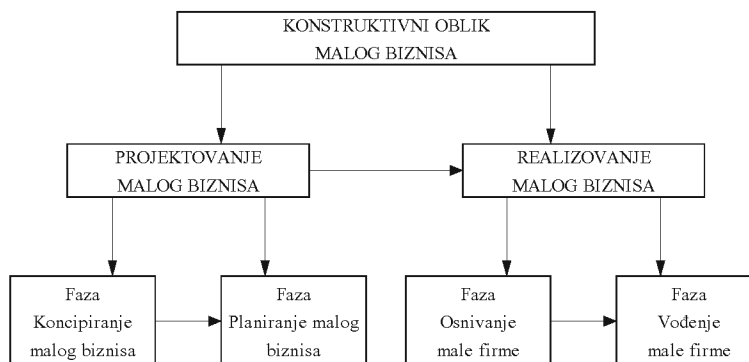 KONSTRUKTIVNI OBLIK
MALOG BIZNISA
PROJEKTOVANJE
MALOG BIZNISA
REALIZOVANJE
MALOG BIZNISA
Faza
Koncipiranje
malog biznisa
Faza
Planiranje malog
biznisa
Faza
Osnivanje
male firme
Faza
Vođenje
male firme